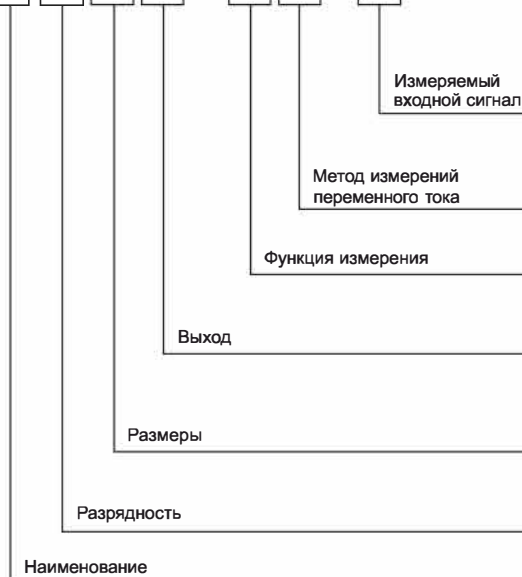 Измеряемый
входной сигнал
Метод измерений
переменного тока
Функция измерения
Выход
Размеры
Разрядность
Наименование